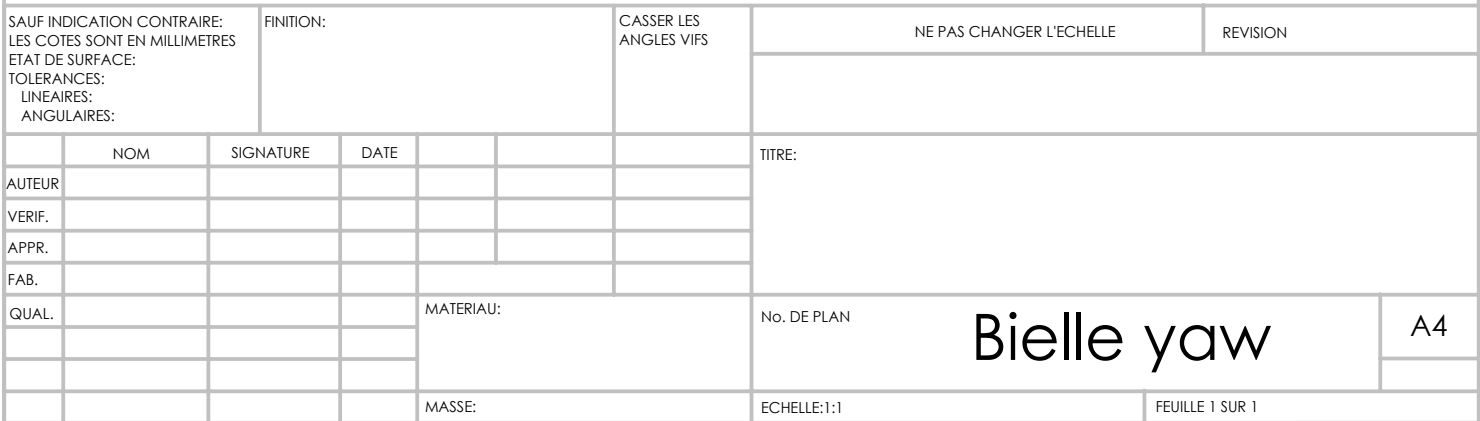 SAUF INDICATION CONTRAIRE:
LES COTES SONT EN MILLIMETRES
ETAT DE SURFACE:
TOLERANCES:
LINEAIRES:
ANGULAIRES:
FINITION:
CASSER LES
ANGLES VIFS
NE PAS CHANGER L'ECHELLE
REVISION
NOM
SIGNATURE
DATE
TITRE:
AUTEUR
VERIF.
APPR.
FAB.
QUAL.
MATERIAU:
No. DE PLAN
Bielle yaw
A4
MASSE:
ECHELLE:1:1
FEUILLE 1 SUR 1